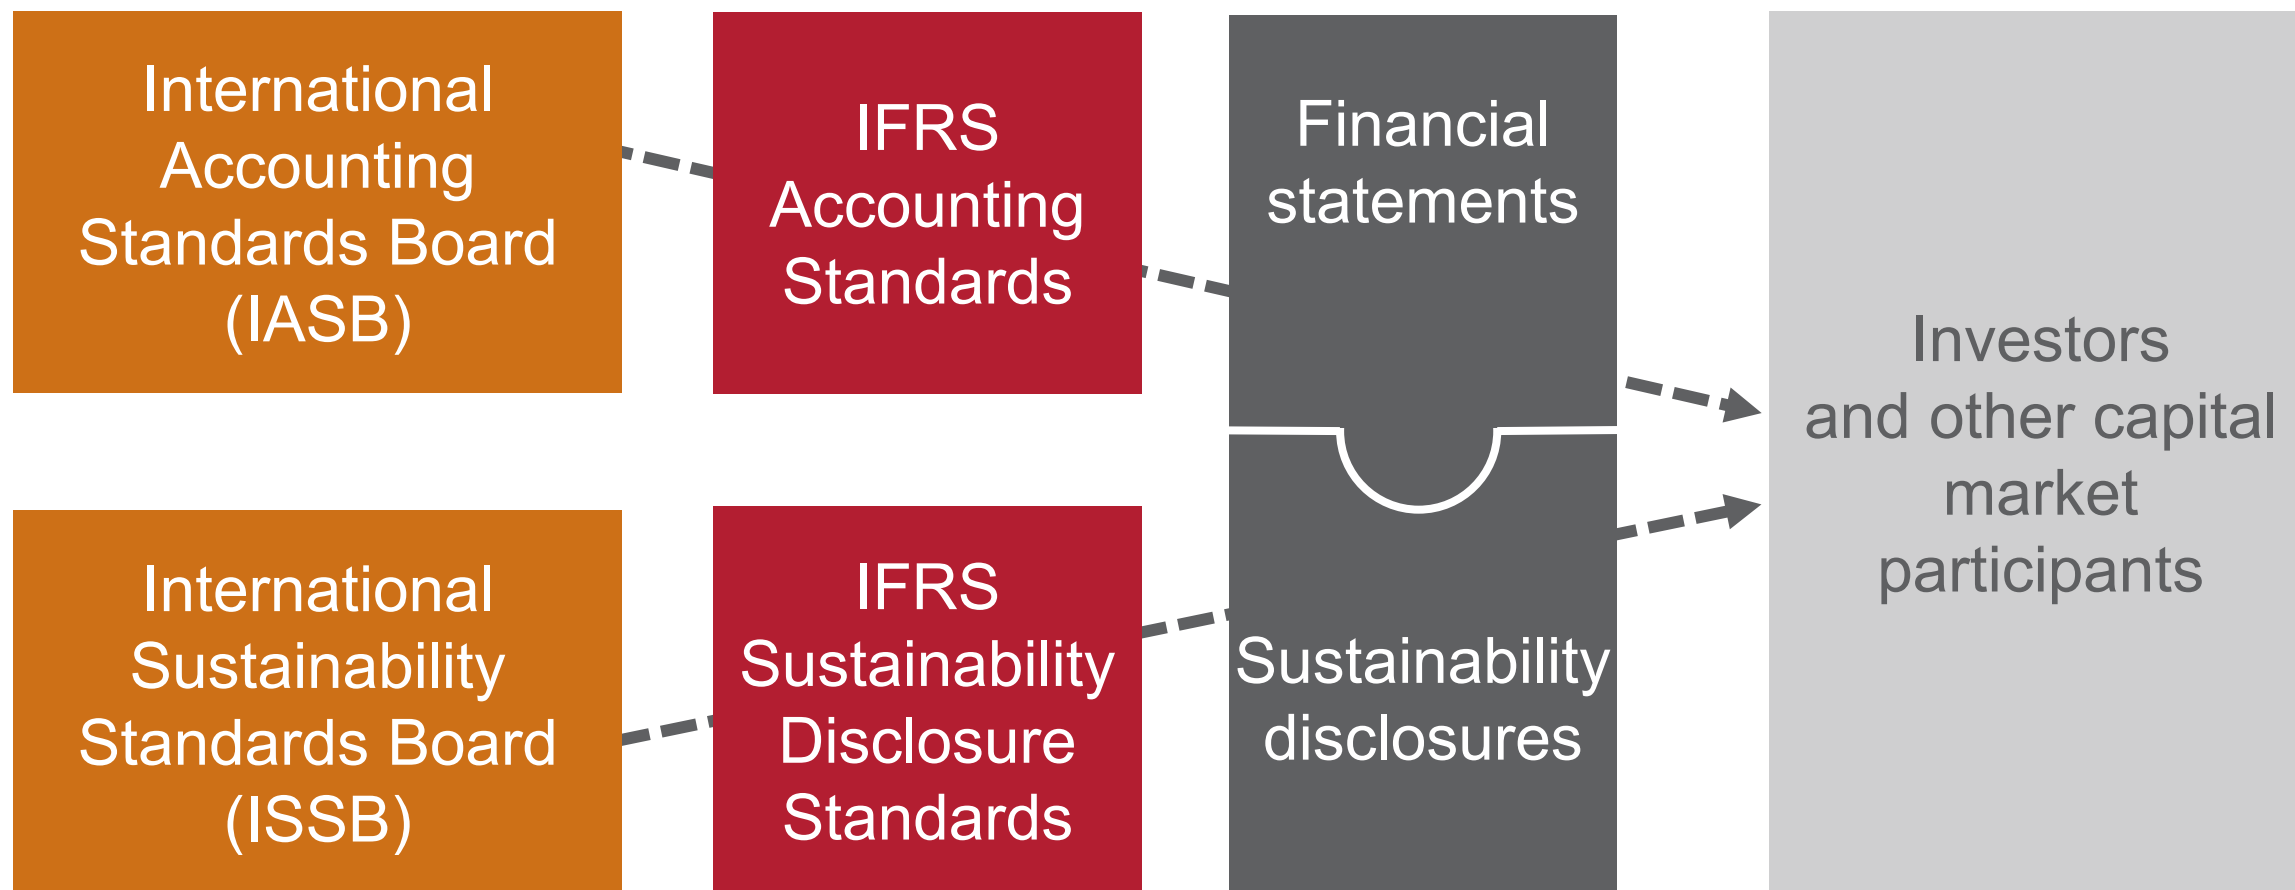 International
Accounting
Standards Board
(IASB)
IFRS
Accounting
Standards
Financial
statements
International
Sustainability
Standards Board
(ISSB)
IFRS
Sustainability
Disclosure
Standards
Sustainability
disclosures
Investors
and other capital
market
participants